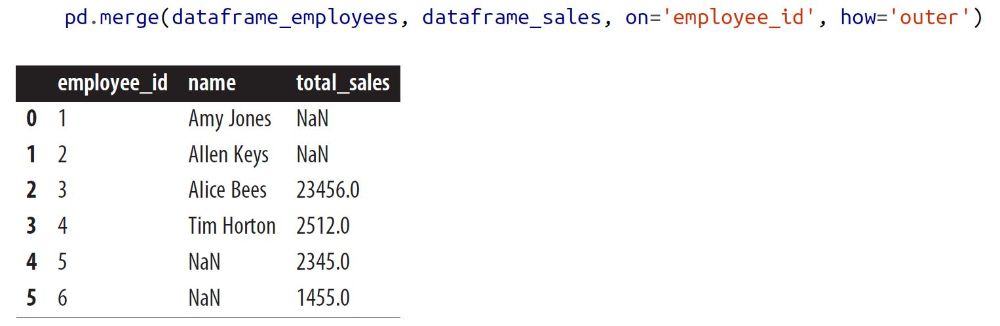 pd.merge(dataframe_employees, dataframe_sales, on='employee_id', how='outer')
employee_id name total_sales
0 1 Amy Jones NaN
1 2 Allen Keys NaN
2 3 Alice Bees 23456.0
3 4 Tim Horton 2512.0
4 5 NaN 2345.0
5 6 NaN 1455.0